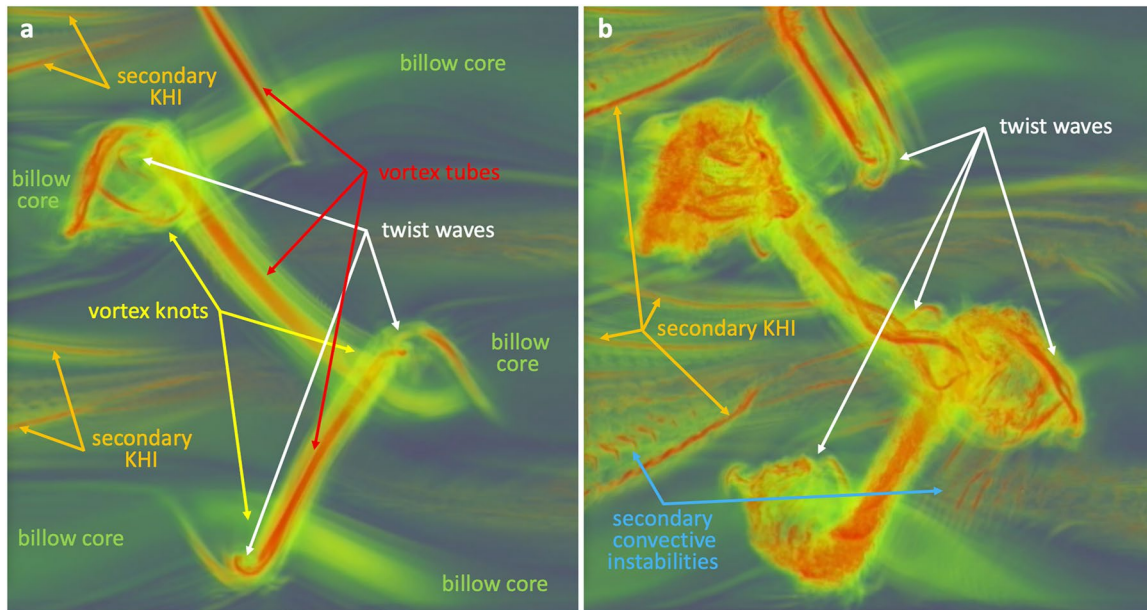 a
secondary
KHI
billow core
billow
core
vortex tubes
twist waves
vortex knots
billow
core
secondary
KHI
billow core
billow core
b
twist waves
secondary KHI
secondary
convective
instabilities